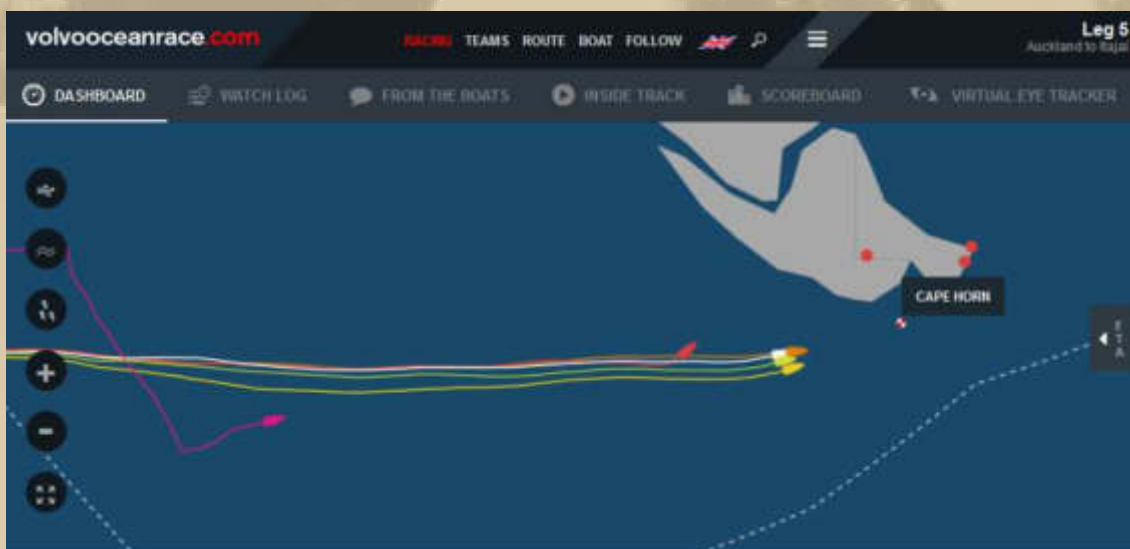 volvooceanrace.com
RACING TEAMS ROUTE BOAT FOLLOW
Leg 5
Auckland to Itajaí
DASHBOARD WATCH LOG FROM THE BOATS INSIDE TRACK SCOREBOARD VIRTUAL EYE TRACKER
CAPE HORN
ETA